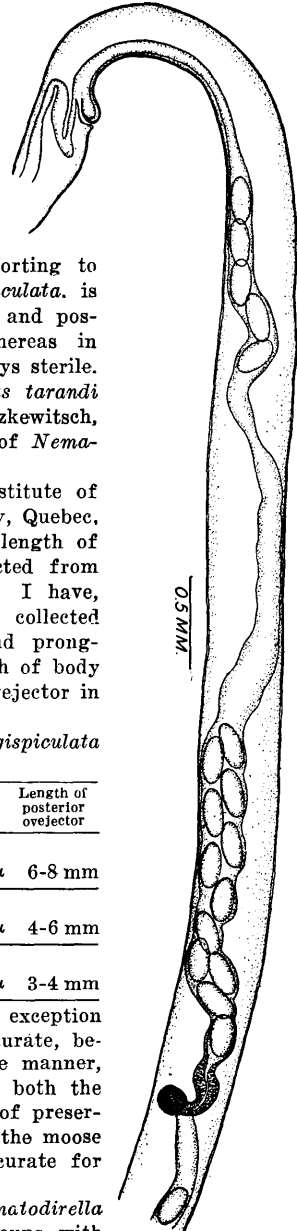 orting to
culata. is
and pos-
hereas in
ys sterile.
s tarandi
zkewitsch,
of Nema-
stitute of
y, Quebec,
length of
cted from
I have,
collected
nd prong-
h of body
vejector in
gispiculata
Length of
posterior
ovejector
6-8 mm
4-6 mm
3-4 mm
exception
urate, be-
e manner,
both the
of preser-
the moose
curate for
matodirella
0.5 MM.